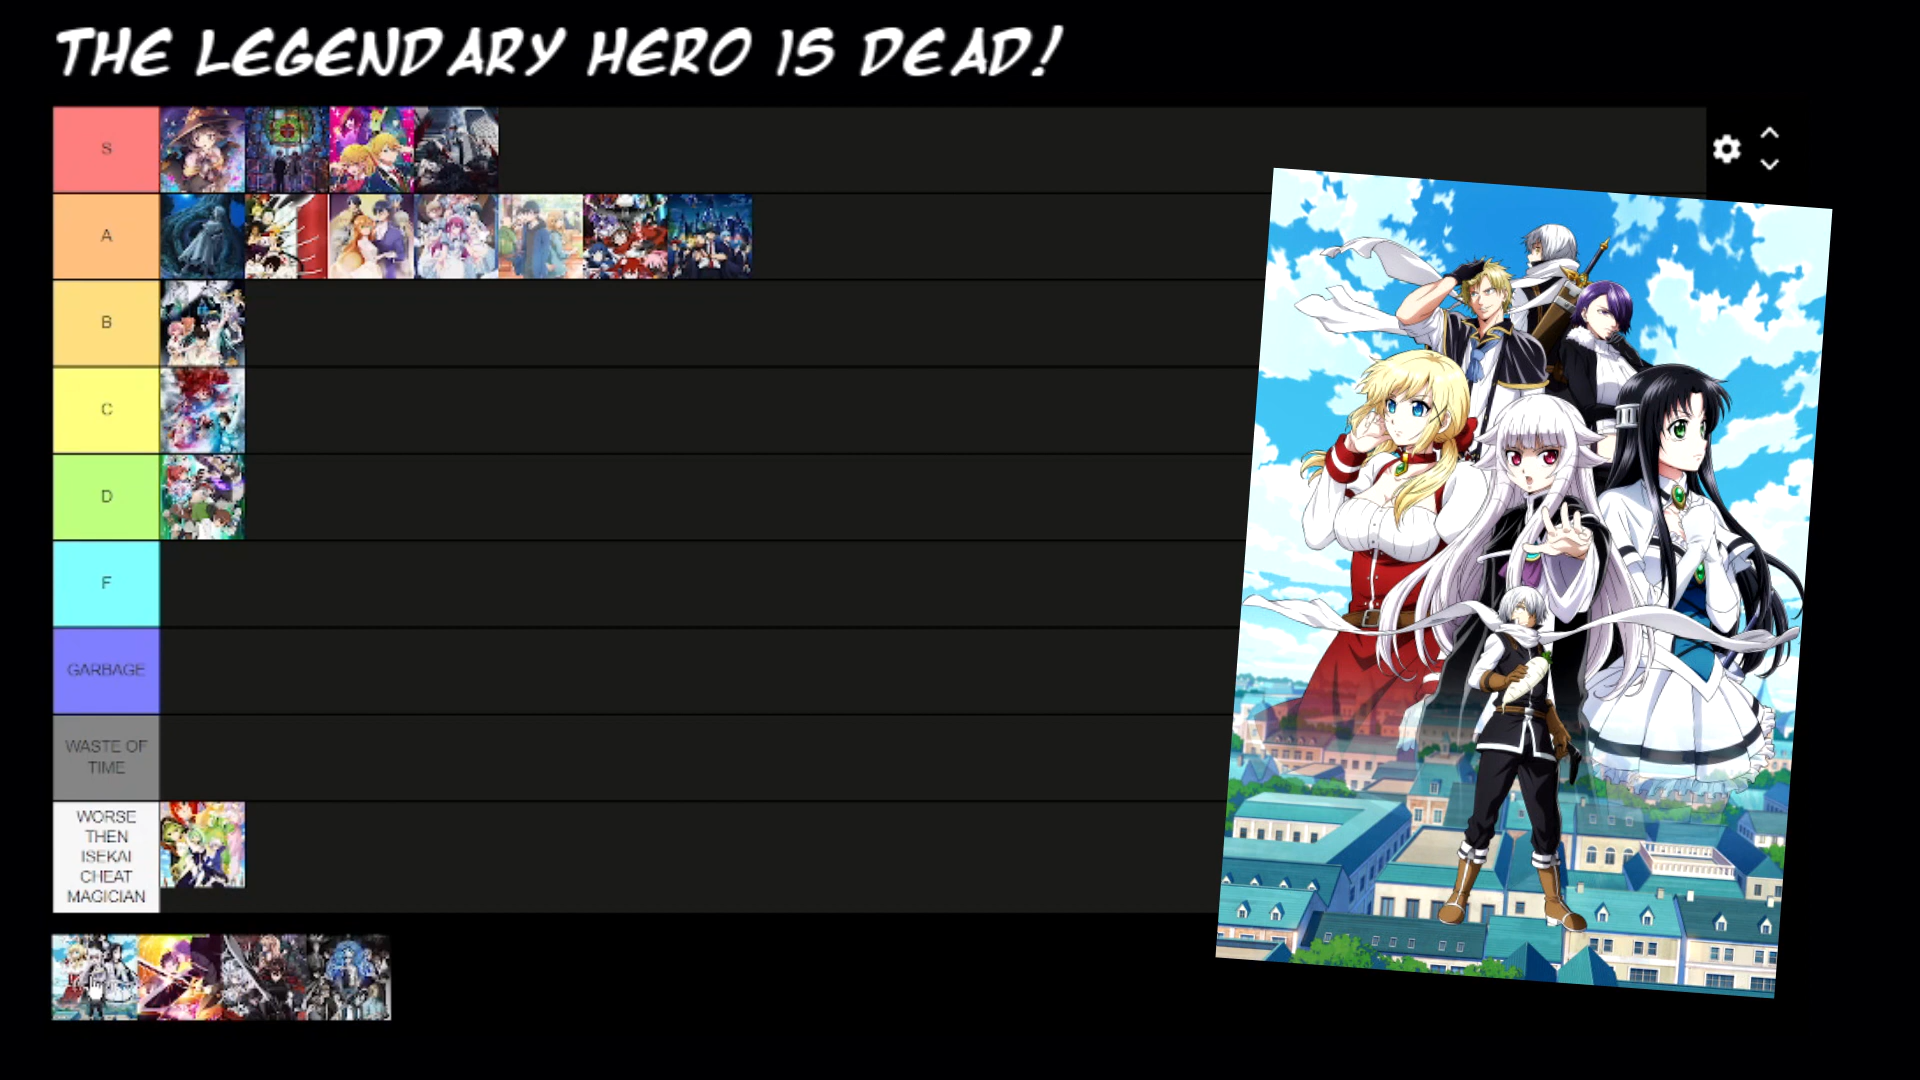 THE LEGENDARY HERO IS DEAD!
S
A
B
C
D
F
GARBAGE
WASTE OF
TIME
WORSE
THEN
ISEKAI
CHEAT
MAGICIAN